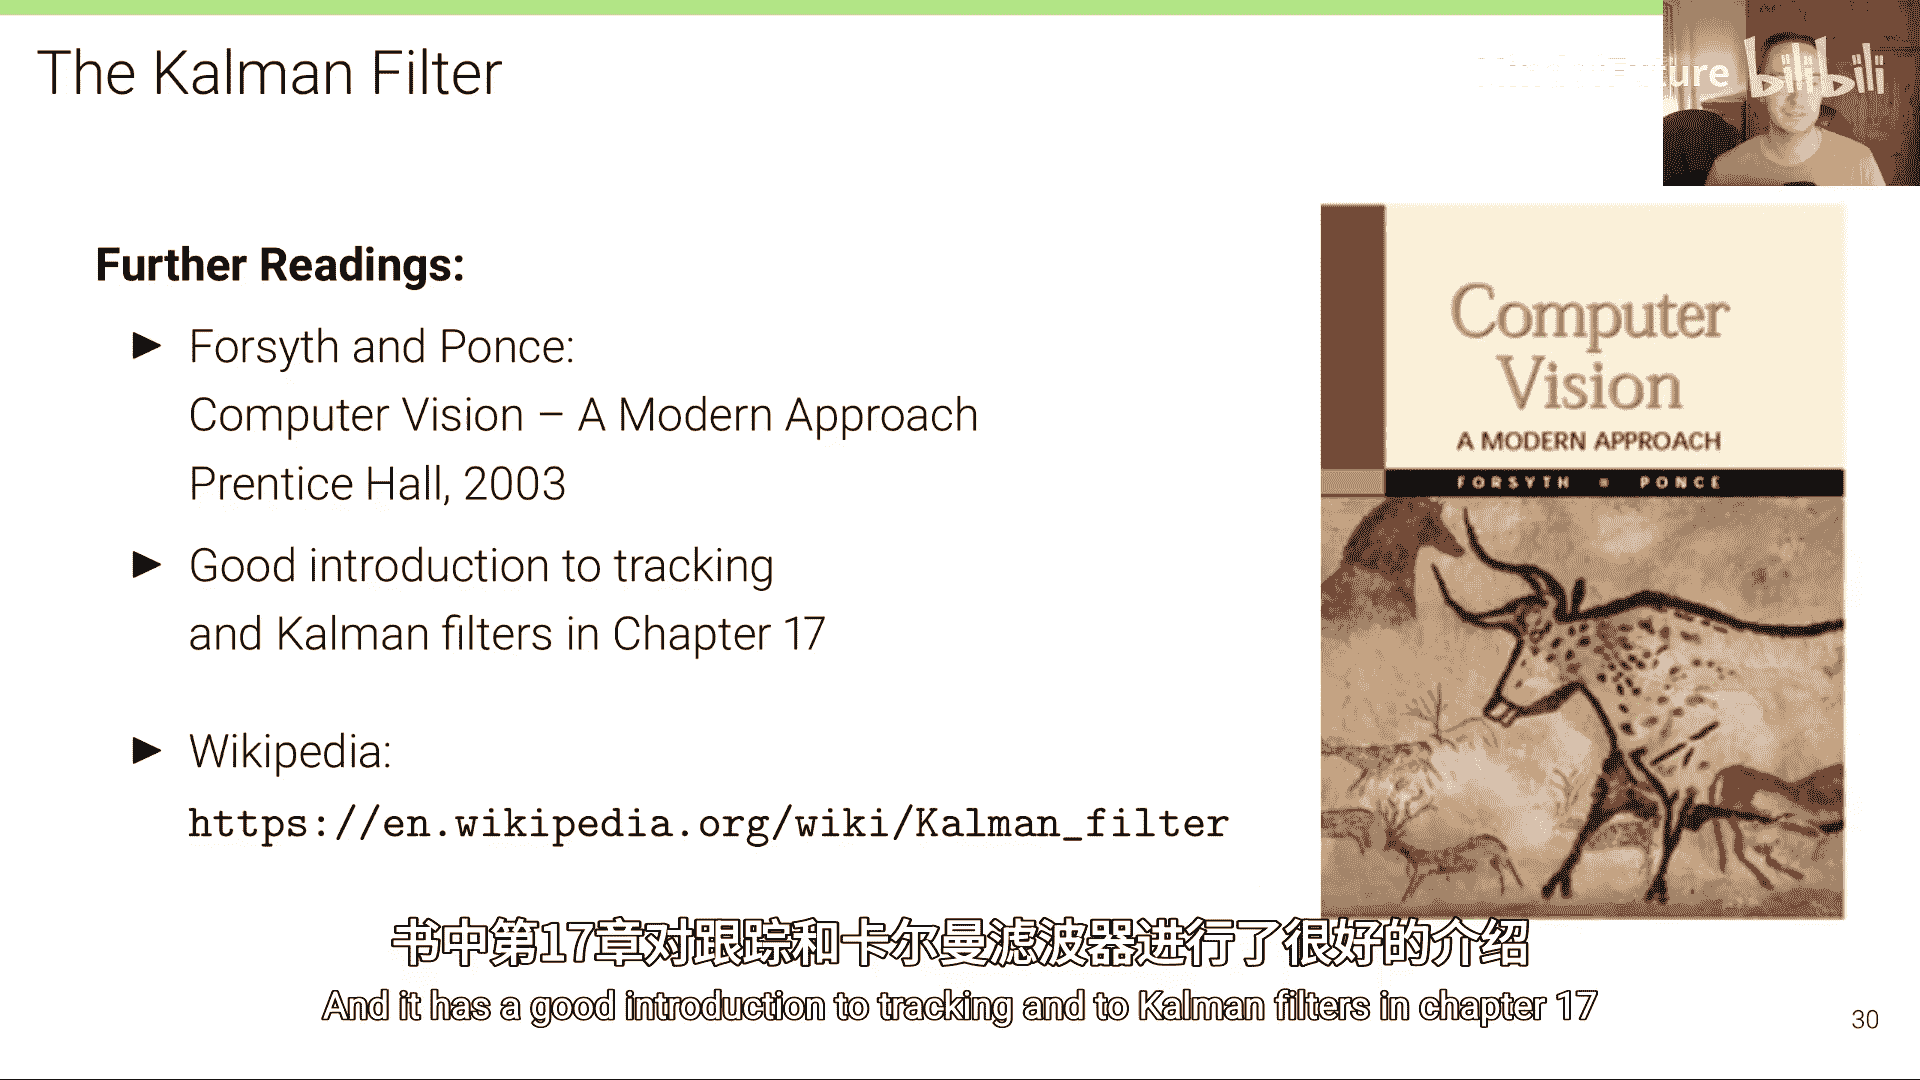 The Kalman Filter
ure bilibili
Further Readings:
► Forsyth and Ponce:
Computer Vision – A Modern Approach
Prentice Hall, 2003
► Good introduction to tracking
and Kalman filters in Chapter 17
► Wikipedia:
https://en.wikipedia.org/wiki/Kalman_filter
Computer
Vision
A MODERN APPROACH
FORSYTH ▪ PONCE
书中第17章对跟踪和卡尔曼滤波器进行了很好的介绍
And it has a good introduction to tracking and to Kalman filters in chapter 17
30